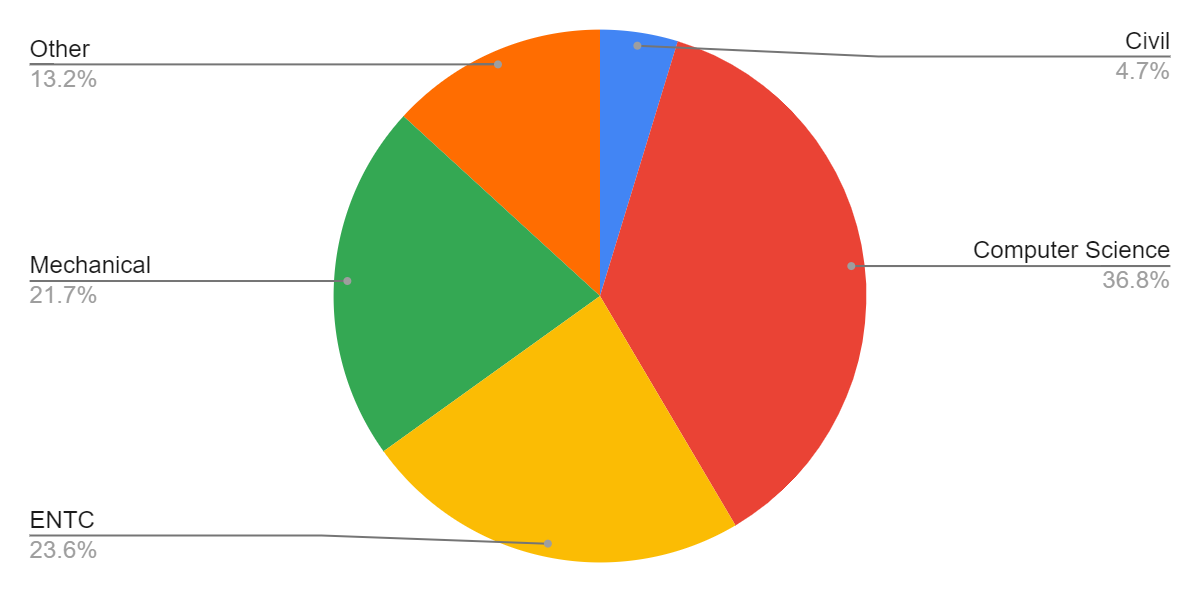 Other
13.2%
Civil
4.7%
Mechanical
21.7%
Computer Science
36.8%
ENTC
23.6%